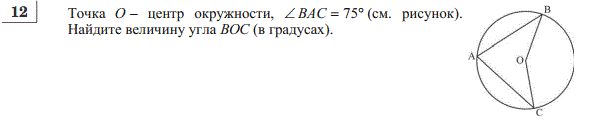 12 Точка O – центр окружности, ∠BAC = 75° (см. рисунок).
Найдите величину угла BOC (в градусах).
B
A
O
C